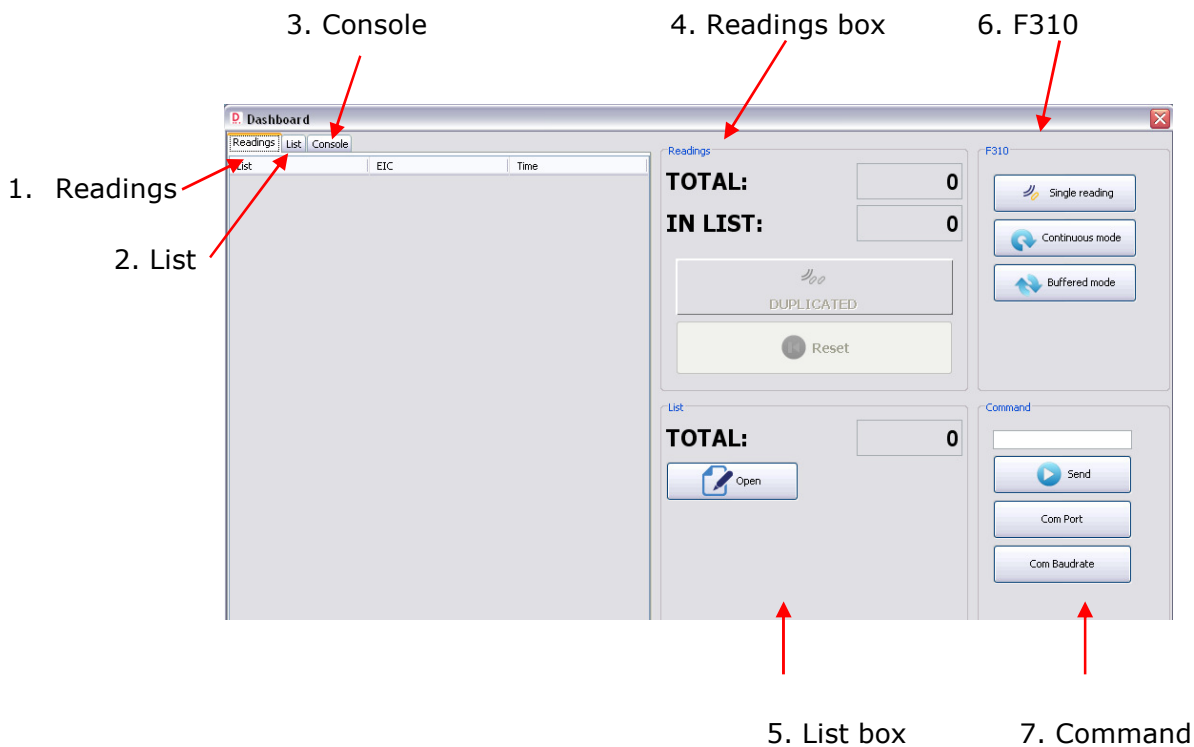 3. Console
4. Readings box
6. F310
Dashboard
Readings
List
Console
List
EIC
Time
1. Readings
2. List
Readings
TOTAL:
0
IN LIST:
0
DUPLICATED
Reset
F310
Single reading
Continuous mode
Buffered mode
List
TOTAL:
0
Open
Command
Send
Com Port
Com Baudrate
5. List box
7. Command